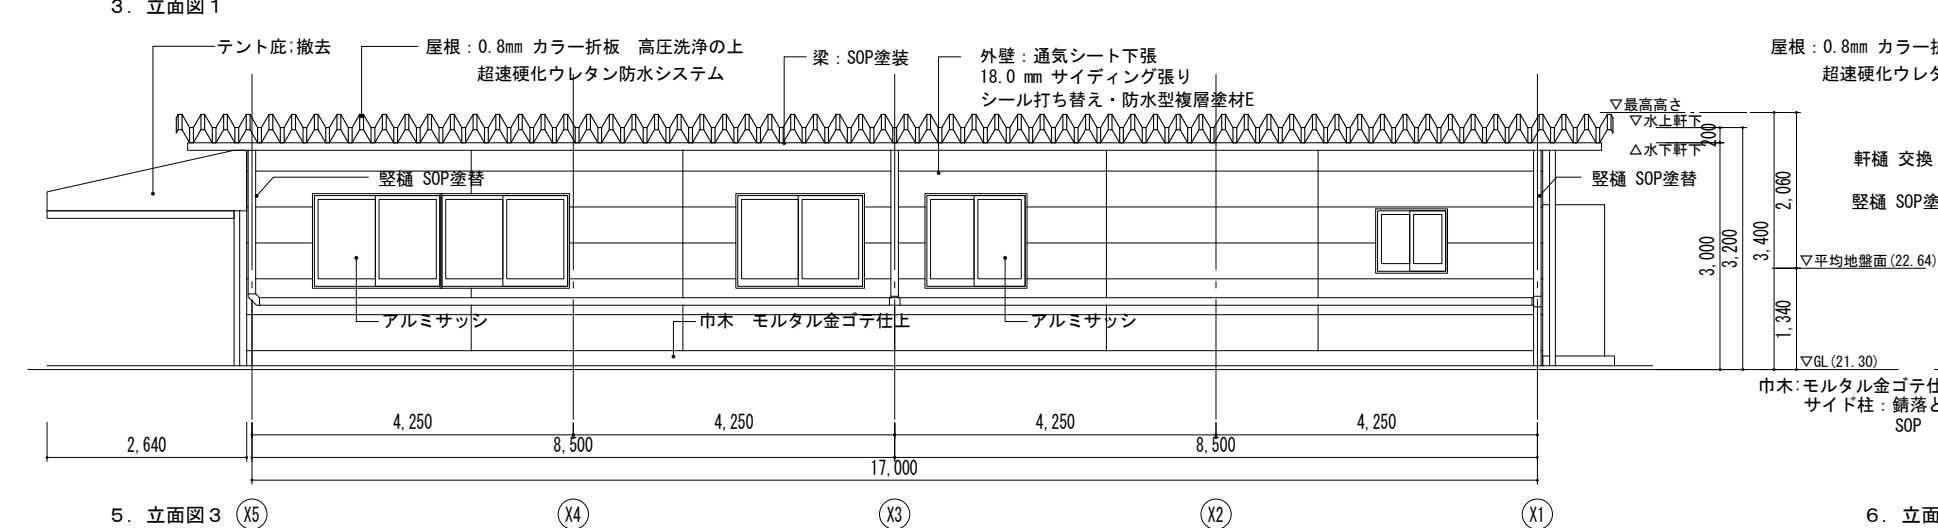 3. 立面図1
テント庇;撤去
屋根：0.8mm カラー折板　高圧洗浄の上
超速硬化ウレタン防水システム
梁：SOP塗装
外壁：通気シート下張
18.0 mm サイディング張り
シール打ち替え・防水型複層塗材E
屋根：0.8mm カラー折
超速硬化ウレタ
▽最高高さ
▽水上軒下
200
△水下軒下
軒樋 交換
竪樋 SOP塗替
竪樋 SOP塗替
竪樋 SOP塗
2,060
3,000
3,200
3,400
▽平均地盤面(22.64)
1,340
アルミサッシ
巾木　モルタル金ゴテ仕上
アルミサッシ
▽GL(21.30)
巾木:モルタル金ゴテ仕
サイド柱：錆落と
SOP
4,250
4,250
4,250
4,250
2,640
8,500
8,500
17,000
5. 立面図3
X5
X4
X3
X2
X1
6. 立面